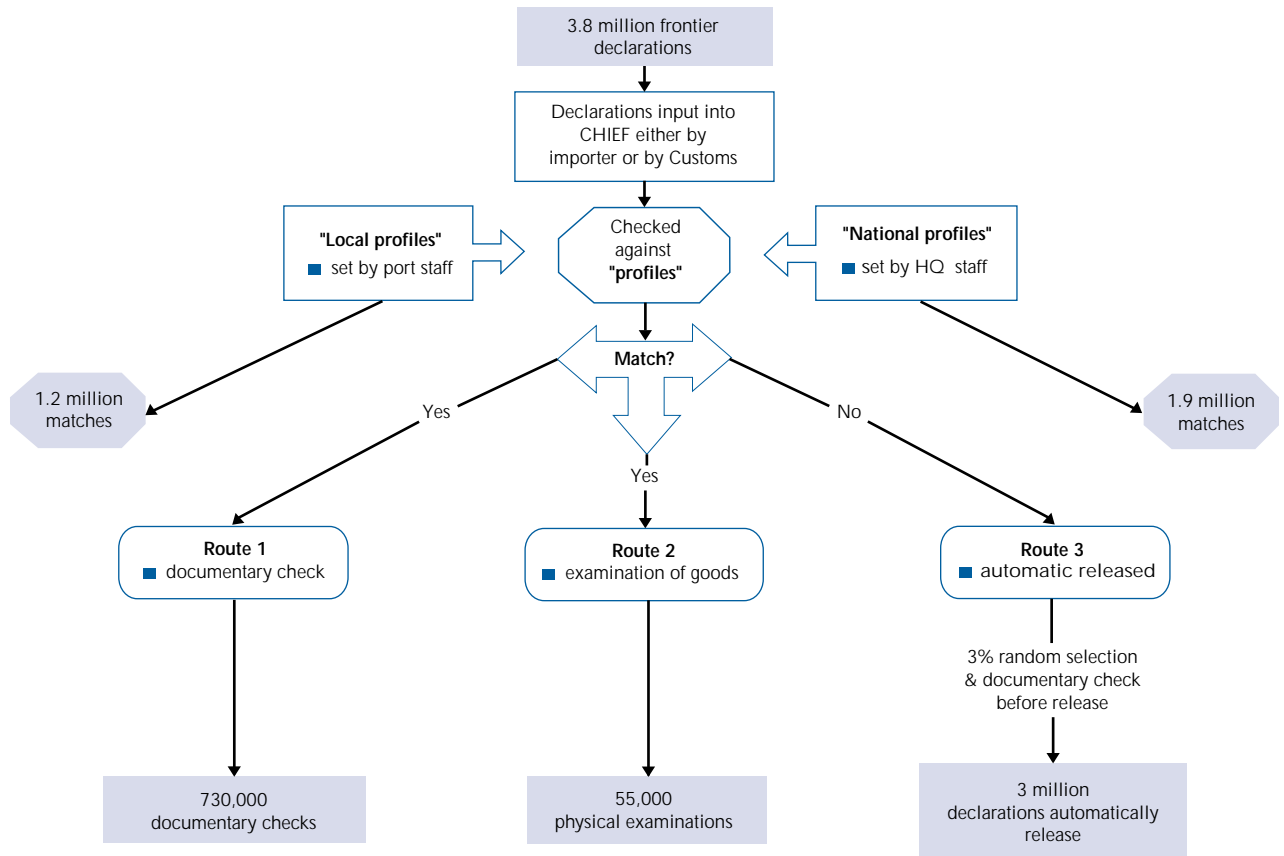 3.8 million frontier
declarations
Declarations input into
CHIEF either by
importer or by Customs
"Local profiles"
set by port staff
Checked
against
"profiles"
"National profiles"
set by HQ staff
Match?
1.2 million
matches
Yes
Yes
No
1.9 million
matches
Route 1
documentary check
Route 2
examination of goods
Route 3
automatic released
3% random selection
& documentary check
before release
730,000
documentary checks
55,000
physical examinations
3 million
declarations automatically
release